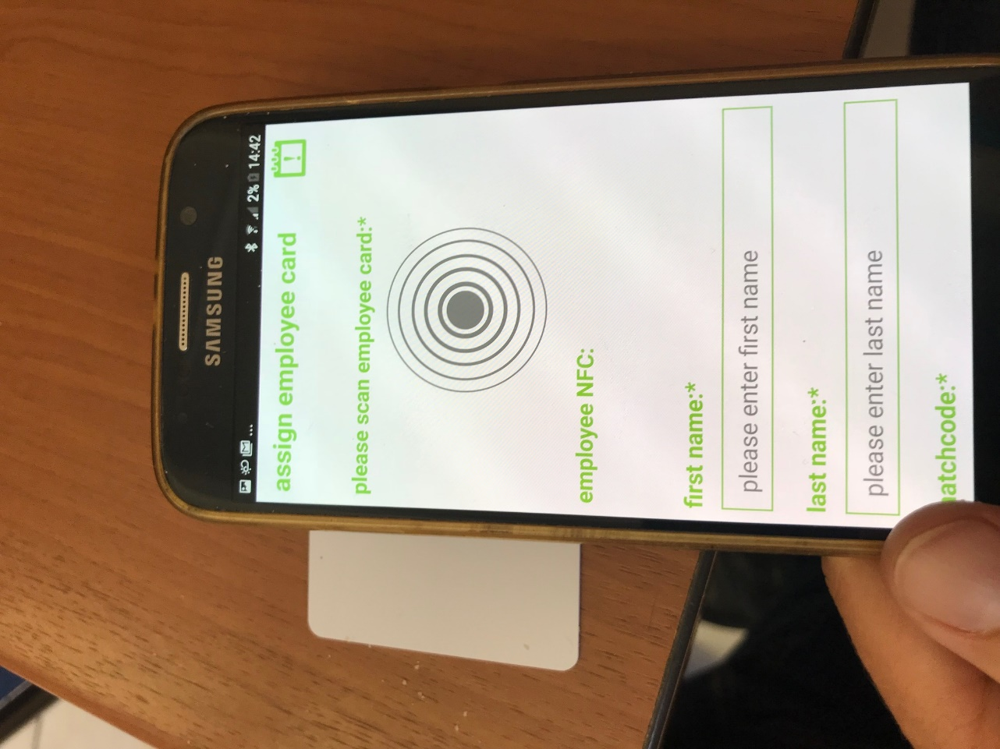 SAMSUNG
... 2% 14:42
assign employee card
please scan employee card:*
employee NFC:
first name:*
please enter first name
last name:*
please enter last name
atchcode:*